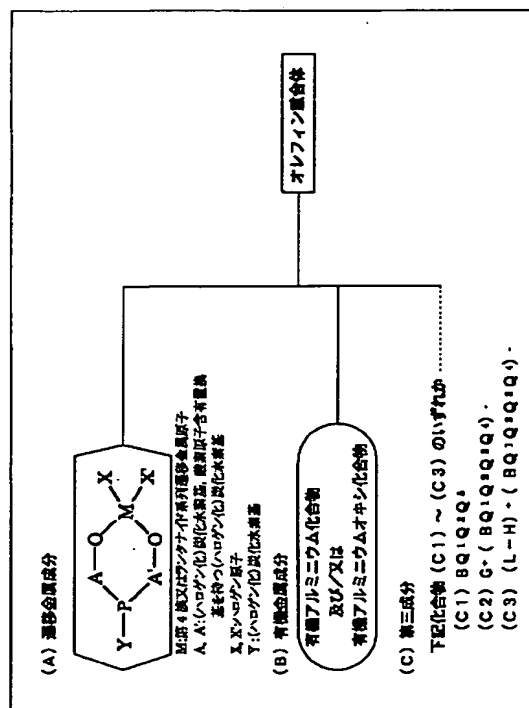 (A) 遷移金属成分
Y—P
A—O
A'—O
M
X
X'
M:第4族又はランタナイド系列遷移金属原子
A, A':(ハロゲン化)炭化水素基, 酸素原子含有置換
基を持つ(ハロゲン化)炭化水素基
X, X':ハロゲン原子
Y:(ハロゲン化)炭化水素基
(B) 有機金属成分
有機アルミニウム化合物
及び/又は
有機アルミニウムオキシ化合物
(C) 第三成分
下記化合物(C1)~(C3)のいずれか
(C1) BQ¹Q²Q³
(C2) G⁺(BQ¹Q²Q³Q⁴)⁻
(C3) (L-H)⁺(BQ¹Q²Q³Q⁴)⁻
オレフィン重合体